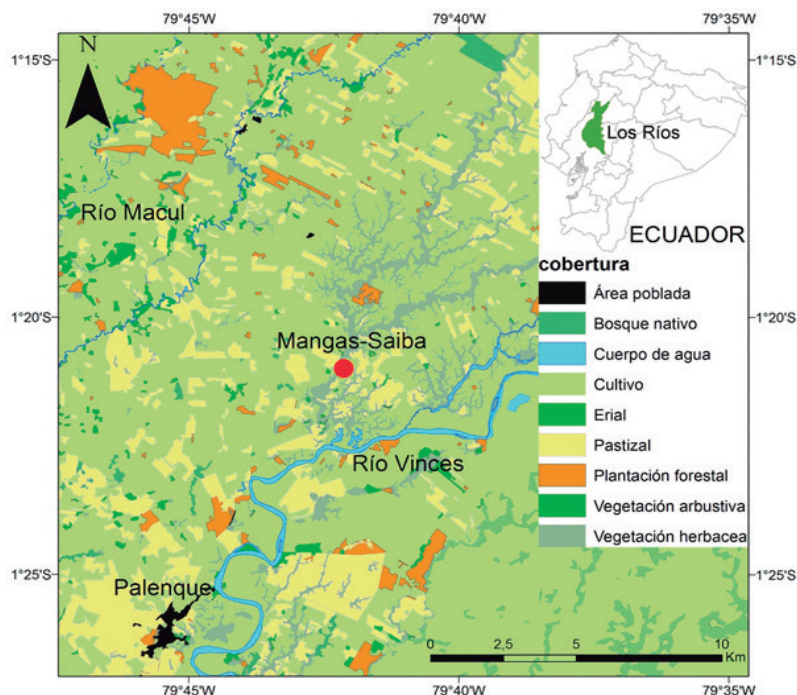 79°45'W 79°40'W 79°35'W
1°15'S 1°15'S
N
Los Ríos
Río Macul
ECUADOR
cobertura
Área poblada
1°20'S 1°20'S
Bosque nativo
Mangas-Saiba
Cuerpo de agua
Cultivo
Erial
Pastizal
Río Vinces
Plantación forestal
Vegetación arbustiva
Vegetación herbacea
1°25'S 1°25'S
Palenque
0 2,5 5 10
Km
79°45'W 79°40'W 79°35'W